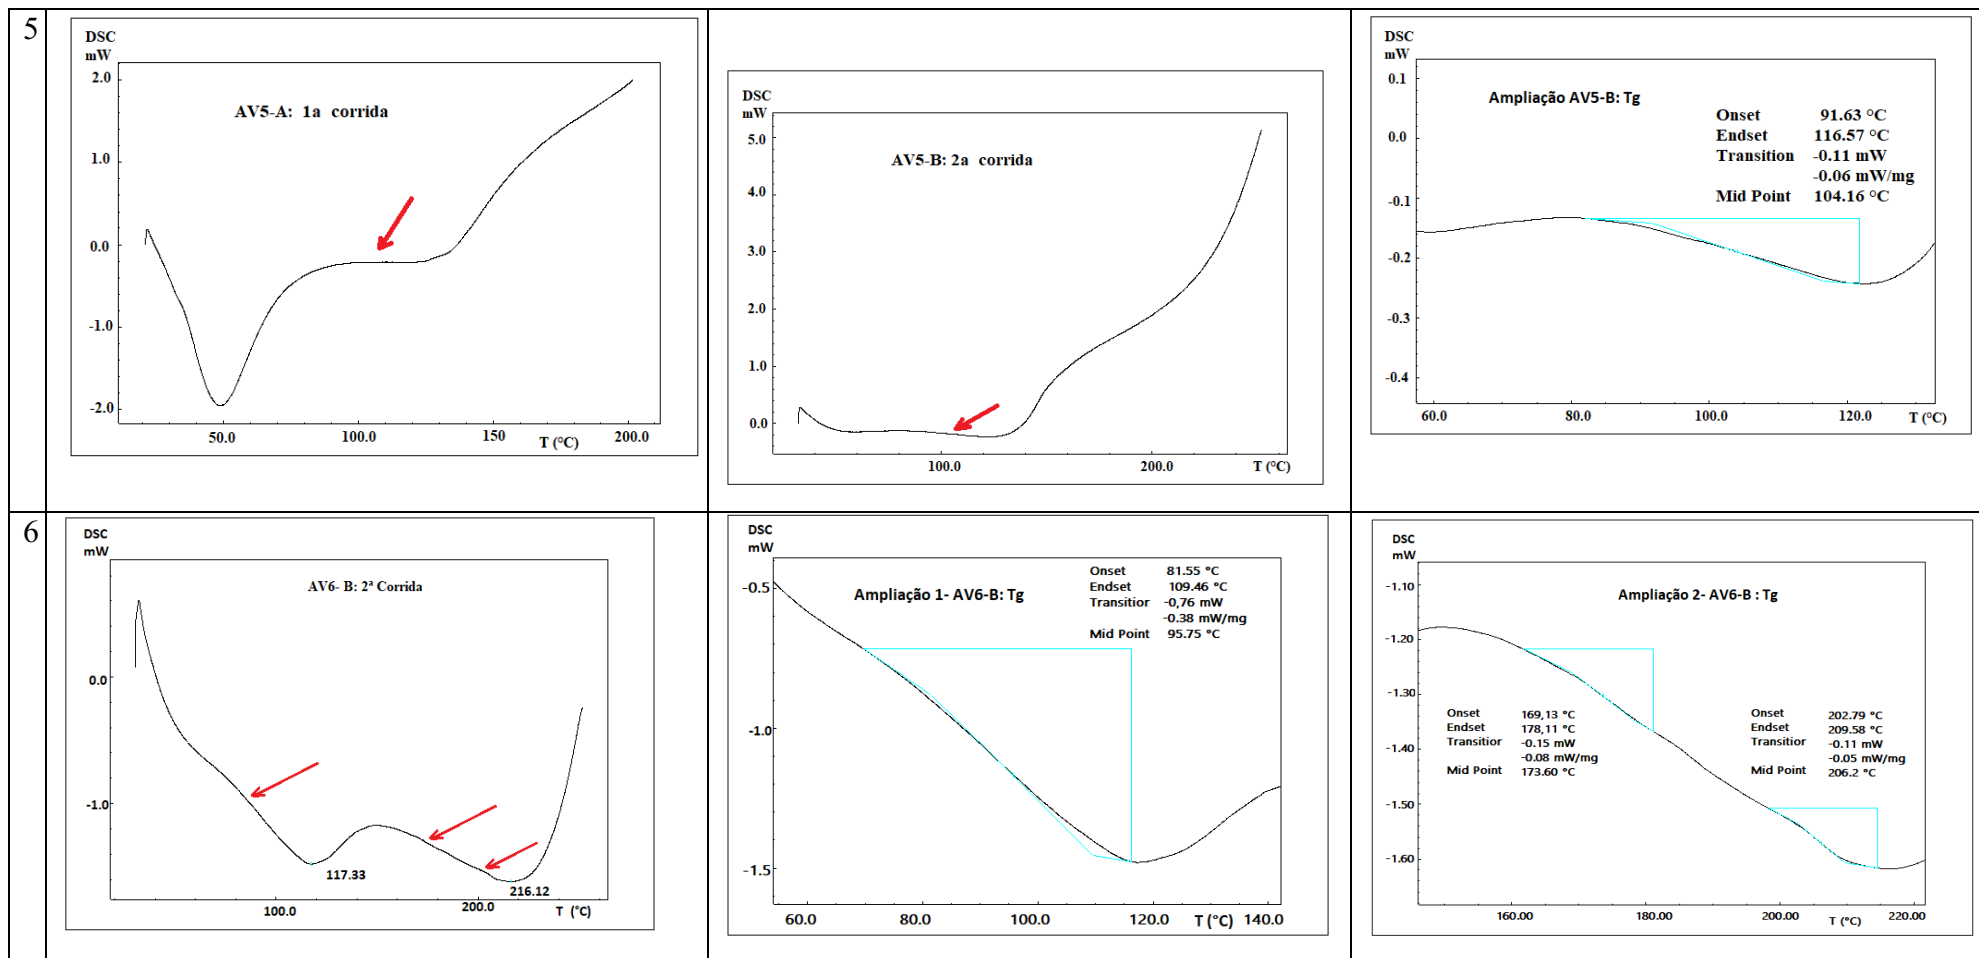 5
DSC
mW
2.0
1.0
0.0
-1.0
-2.0
AV5-A: 1a corrida
50.0
100.0
150
200.0
T (°C)
DSC
mW
5.0
4.0
3.0
2.0
1.0
0.0
AV5-B: 2a corrida
100.0
200.0
T (°C)
DSC
mW
0.1
0.0
-0.1
-0.2
-0.3
-0.4
Ampliação AV5-B: Tg
Onset 91.63 °C
Endset 116.57 °C
Transition -0.11 mW
-0.06 mW/mg
Mid Point 104.16 °C
60.0
80.0
100.0
120.0
T (°C)
6
DSC
mW
0.0
-1.0
AV6- B: 2ª Corrida
117.33
216.12
100.0
200.0
T (°C)
DSC
mW
-0.5
-1.0
-1.5
Ampliação 1- AV6-B: Tg
Onset 81.55 °C
Endset 109.46 °C
Transitior -0,76 mW
-0.38 mW/mg
Mid Point 95.75 °C
60.0
80.0
100.0
120.0
T (°C)
140.0
DSC
mW
-1.10
-1.20
-1.30
-1.40
-1.50
-1.60
Ampliação 2- AV6-B : Tg
Onset 169,13 °C
Endset 178,11 °C
Transitior -0.15 mW
-0.08 mW/mg
Mid Point 173.60 °C
Onset 202.79 °C
Endset 209.58 °C
Transitior -0.11 mW
-0.05 mW/mg
Mid Point 206.2 °C
160.00
180.00
200.00
T (°C)
220.00